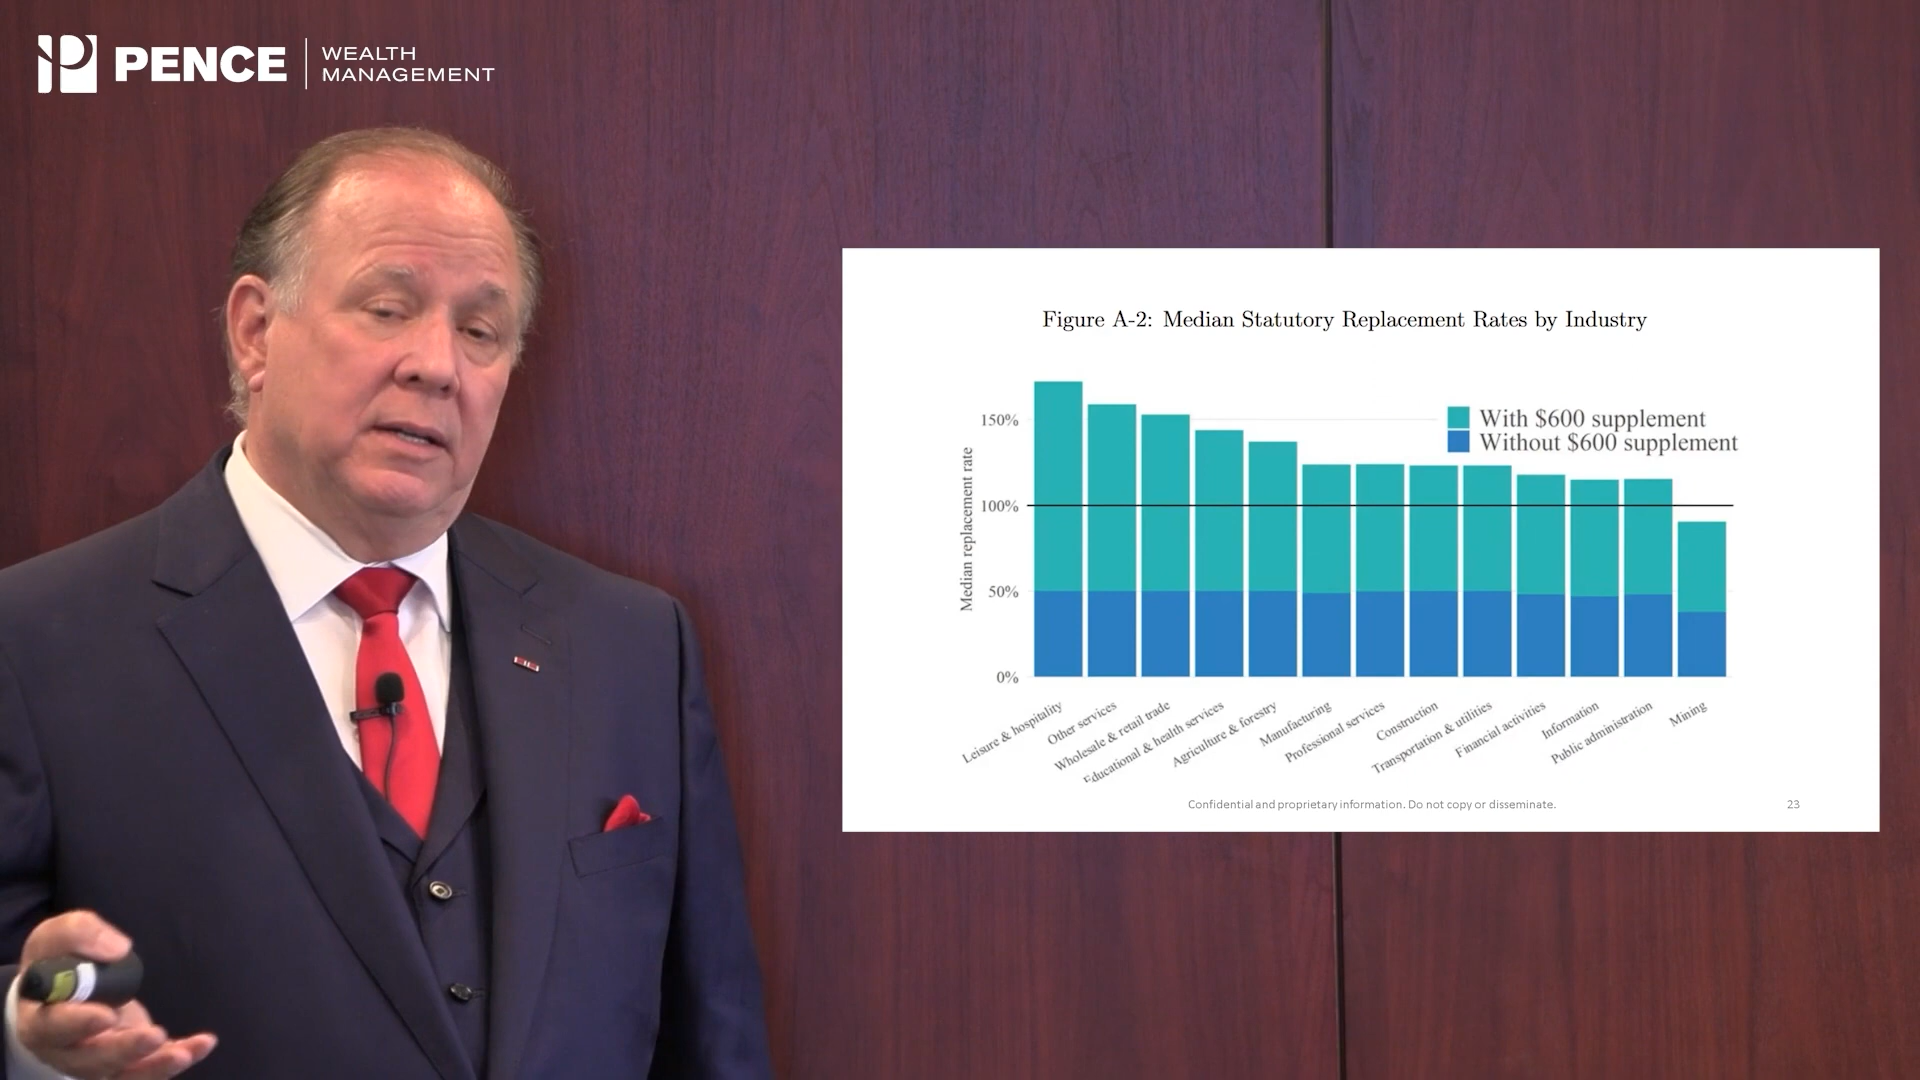 PENCE
WEALTH
MANAGEMENT
Figure A-2: Median Statutory Replacement Rates by Industry
150%
100%
50%
0%
Median replacement rate
With $600 supplement
Without $600 supplement
Leisure & hospitality
Other services
Wholesale & retail trade
Educational & health services
Agriculture & forestry
Manufacturing
Professional services
Construction
Transportation & utilities
Financial activities
Information
Public administration
Mining
Confidential and proprietary information. Do not copy or disseminate.
23